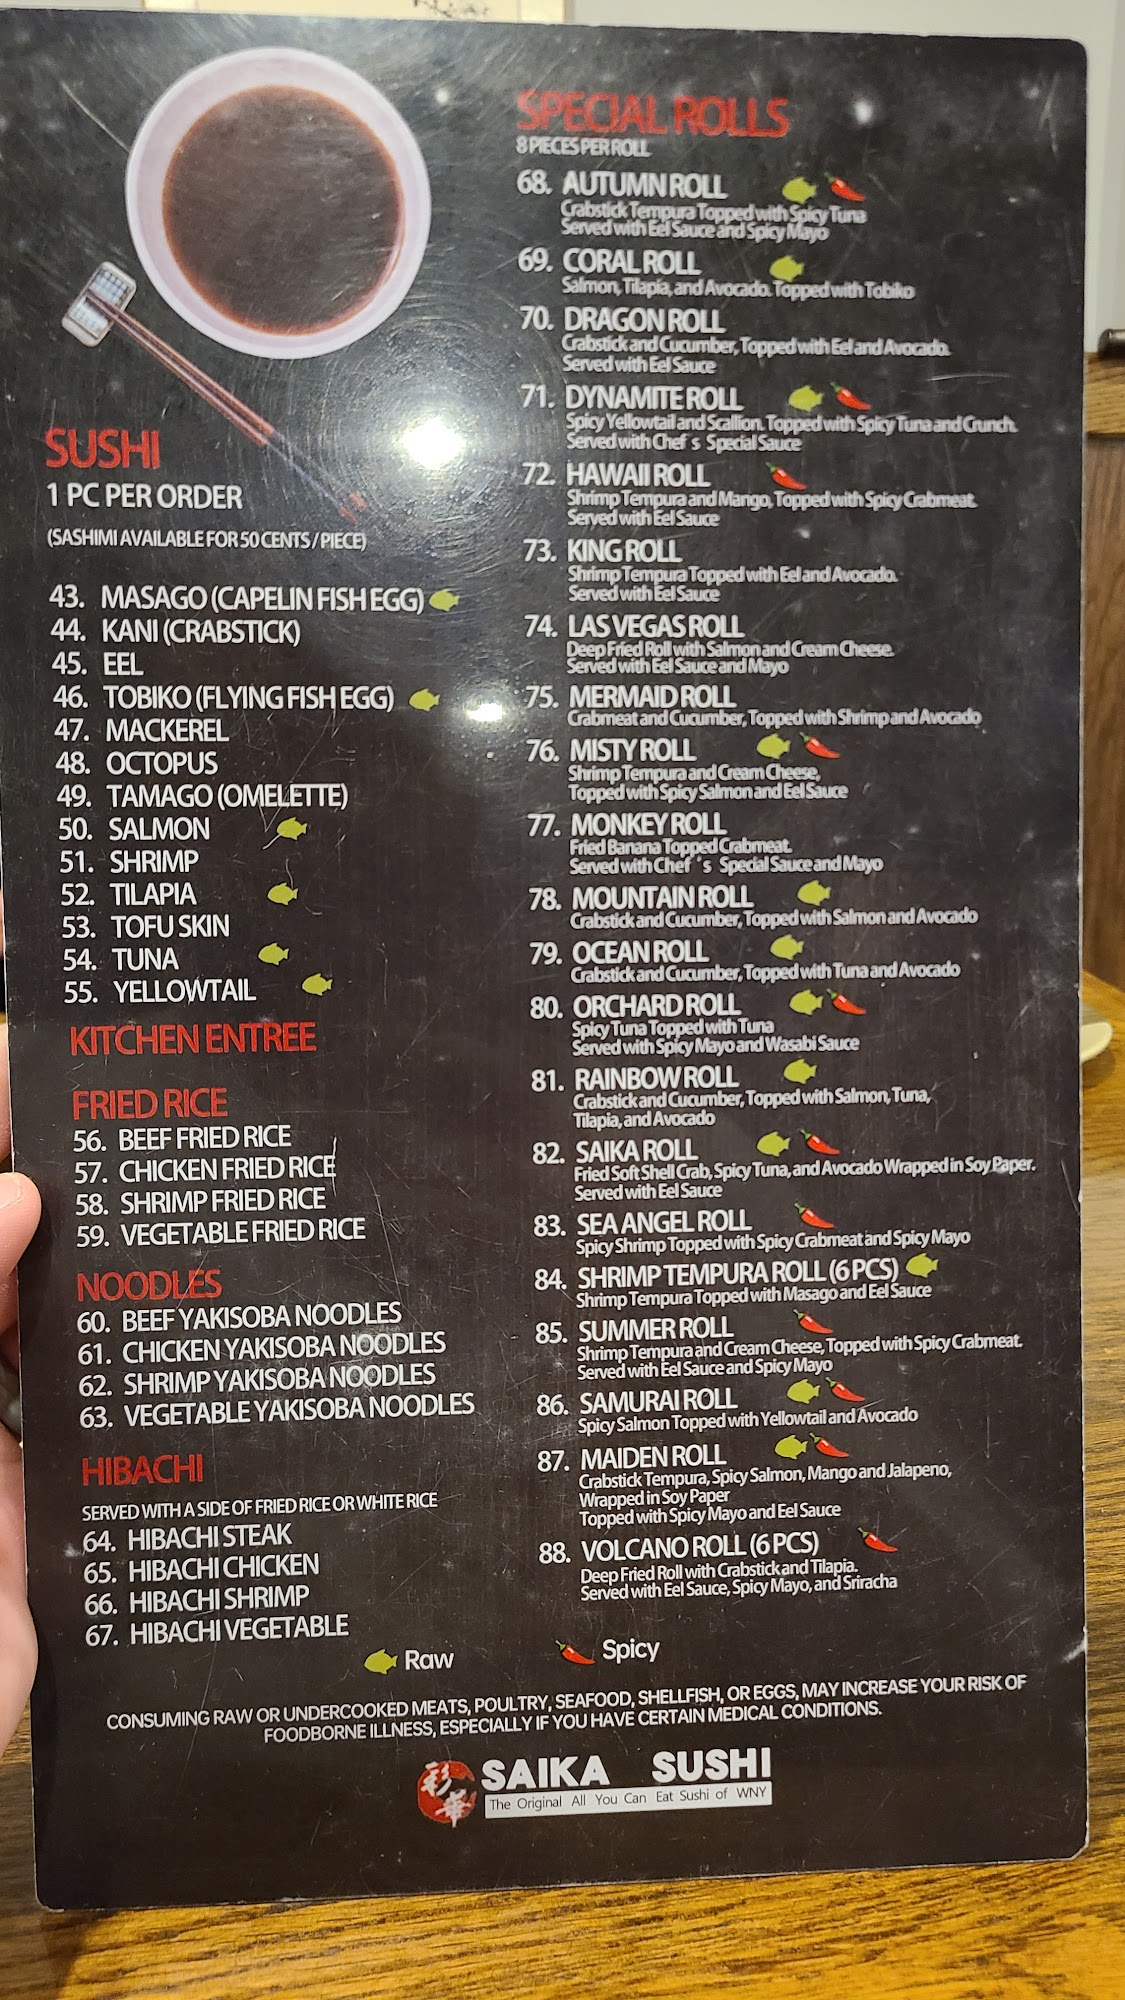 SUSHI
1 PC PER ORDER
(SASHIMI AVAILABLE FOR 50 CENTS / PIECE)
43. MASAGO (CAPELIN FISH EGG)
44. KANI (CRABSTICK)
45. EEL
46. TOBIKO (FLYING FISH EGG)
47. MACKEREL
48. OCTOPUS
49. TAMAGO (OMELETTE)
50. SALMON
51. SHRIMP
52. TILAPIA
53. TOFU SKIN
54. TUNA
55. YELLOWTAIL
KITCHEN ENTREE
FRIED RICE
56. BEEF FRIED RICE
57. CHICKEN FRIED RICE
58. SHRIMP FRIED RICE
59. VEGETABLE FRIED RICE
NOODLES
60. BEEF YAKISOBA NOODLES
61. CHICKEN YAKISOBA NOODLES
62. SHRIMP YAKISOBA NOODLES
63. VEGETABLE YAKISOBA NOODLES
HIBACHI
SERVED WITH A SIDE OF FRIED RICE OR WHITE RICE
64. HIBACHI STEAK
65. HIBACHI CHICKEN
66. HIBACHI SHRIMP
67. HIBACHI VEGETABLE
SPECIAL ROLLS
8 PIECES PER ROLL
68. AUTUMN ROLL
Crabstick Tempura Topped with Spicy Tuna
Served with Eel Sauce and Spicy Mayo
69. CORAL ROLL
Salmon, Tilapia, and Avocado. Topped with Tobiko
70. DRAGON ROLL
Crabstick and Cucumber, Topped with Eel and Avocado.
Served with Eel Sauce
71. DYNAMITE ROLL
Spicy Yellowtail and Scallion. Topped with Spicy Tuna and Crunch.
Served with Chef's Special Sauce
72. HAWAII ROLL
Shrimp Tempura and Mango, Topped with Spicy Crabmeat.
Served with Eel Sauce
73. KING ROLL
Shrimp Tempura Topped with Eel and Avocado.
Served with Eel Sauce
74. LAS VEGAS ROLL
Deep Fried Roll with Salmon and Cream Cheese.
Served with Eel Sauce and Mayo
75. MERMAID ROLL
Crabmeat and Cucumber, Topped with Shrimp and Avocado
76. MISTY ROLL
Shrimp Tempura and Cream Cheese,
Topped with Spicy Salmon and Eel Sauce
77. MONKEY ROLL
Fried Banana Topped Crabmeat.
Served with Chef's Special Sauce and Mayo
78. MOUNTAIN ROLL
Crabstick and Cucumber, Topped with Salmon and Avocado
79. OCEAN ROLL
Crabstick and Cucumber, Topped with Tuna and Avocado
80. ORCHARD ROLL
Spicy Tuna Topped with Tuna
Served with Spicy Mayo and Wasabi Sauce
81. RAINBOW ROLL
Crabstick and Cucumber, Topped with Salmon, Tuna,
Tilapia, and Avocado
82. SAIKA ROLL
Fried Soft Shell Crab, Spicy Tuna, and Avocado Wrapped in Soy Paper.
Served with Eel Sauce
83. SEA ANGEL ROLL
Spicy Shrimp Topped with Spicy Crabmeat and Spicy Mayo
84. SHRIMP TEMPURA ROLL (6 PCS)
Shrimp Tempura Topped with Masago and Eel Sauce
85. SUMMER ROLL
Shrimp Tempura and Cream Cheese, Topped with Spicy Crabmeat.
Served with Eel Sauce and Spicy Mayo
86. SAMURAI ROLL
Spicy Salmon Topped with Yellowtail and Avocado
87. MAIDEN ROLL
Crabstick Tempura, Spicy Salmon, Mango and Jalapeno,
Wrapped in Soy Paper
Topped with Spicy Mayo and Eel Sauce
88. VOLCANO ROLL (6 PCS)
Deep Fried Roll with Crabstick and Tilapia.
Served with Eel Sauce, Spicy Mayo, and Sriracha
Raw
Spicy
CONSUMING RAW OR UNDERCOOKED MEATS, POULTRY, SEAFOOD, SHELLFISH, OR EGGS, MAY INCREASE YOUR RISK OF
FOODBORNE ILLNESS, ESPECIALLY IF YOU HAVE CERTAIN MEDICAL CONDITIONS.
彩華
SAIKA SUSHI
The Original All You Can Eat Sushi of WNY